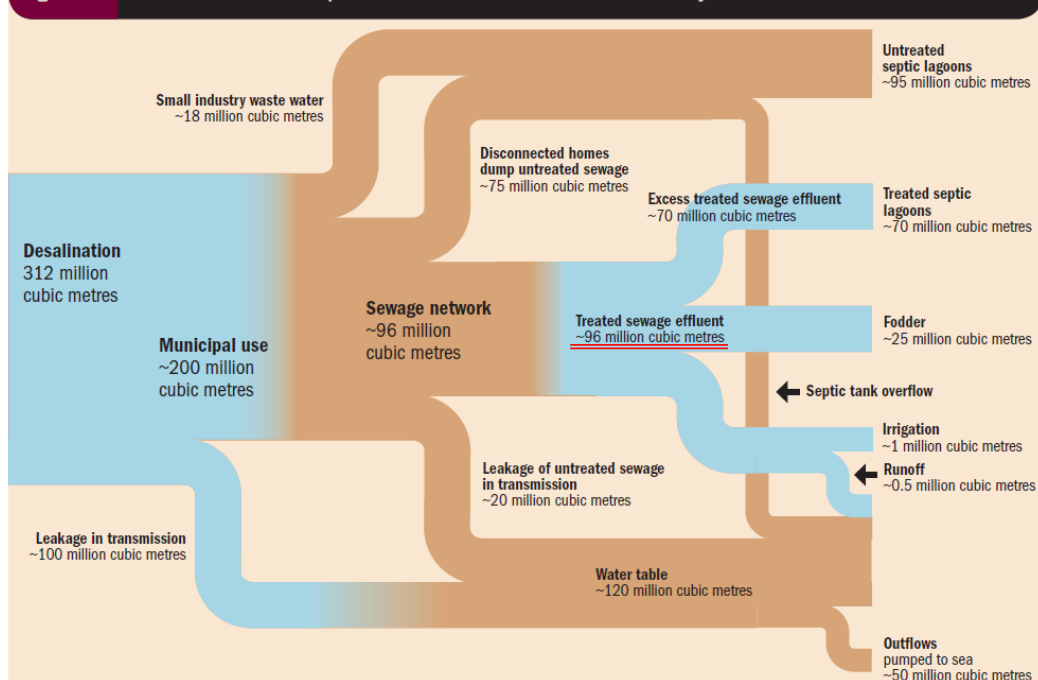 Untreated
septic lagoons
~95 million cubic metres
Small industry waste water
~18 million cubic metres
Disconnected homes
dump untreated sewage
~75 million cubic metres
Excess treated sewage effluent
~70 million cubic metres
Treated septic
lagoons
~70 million cubic metres
Desalination
312 million
cubic metres
Municipal use
~200 million
cubic metres
Sewage network
~96 million
cubic metres
Treated sewage effluent
~96 million cubic metres
Fodder
~25 million cubic metres
Septic tank overflow
Irrigation
~1 million cubic metres
Runoff
~0.5 million cubic metres
Leakage of untreated sewage
in transmission
~20 million cubic metres
Leakage in transmission
~100 million cubic metres
Water table
~120 million cubic metres
Outflows
pumped to sea
~50 million cubic metres